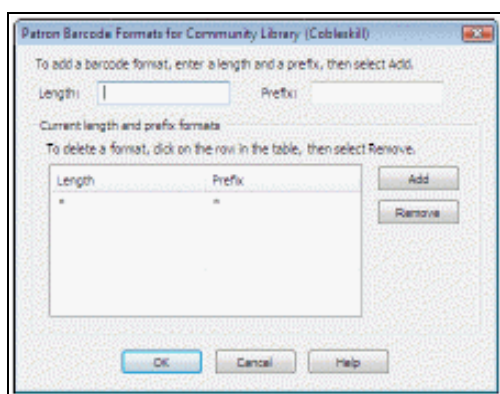 Patron Barcode Formats for Community Library (Cobleskill)
To add a barcode format, enter a length and a prefix, then select Add.
Length: Prefix:
Current length and prefix formats
To delete a format, click on the row in the table, then select Remove.
Length Prefix Add
* *
Remove
OK Cancel Help